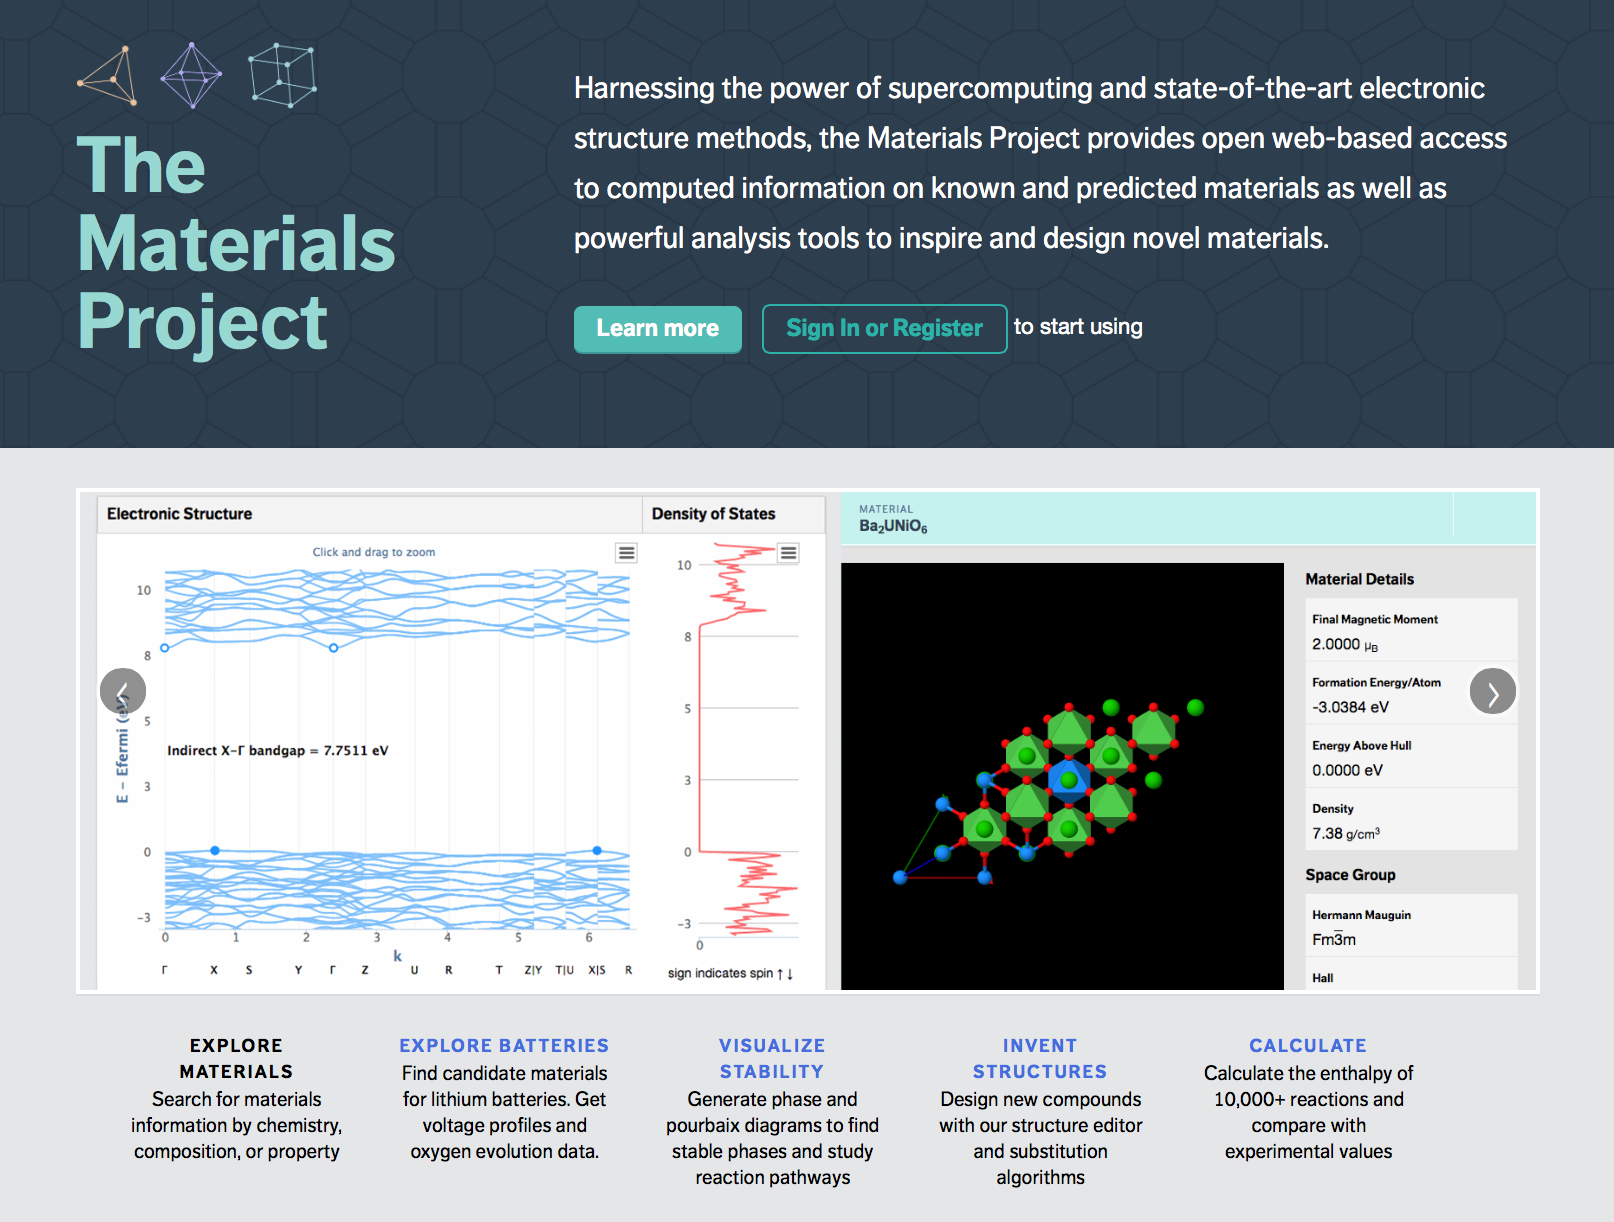 The
Materials
Project
Harnessing the power of supercomputing and state-of-the-art electronic
structure methods, the Materials Project provides open web-based access
to computed information on known and predicted materials as well as
powerful analysis tools to inspire and design novel materials.
Learn more
Sign In or Register to start using
Electronic Structure
Click and drag to zoom
10
8
5
3
0
-3
E - Efermi (eV)
Indirect X-Γ bandgap = 7.7511 eV
0 1 2 3 4 5 6
k
Γ X S Y Γ Z U R T Z|Y T|U X|S R
Density of States
10
8
5
3
0
-3
0
sign indicates spin ↑↓
MATERIAL
Ba₂UNiO₆
Material Details
Final Magnetic Moment
2.0000 μB
Formation Energy/Atom
-3.0384 eV
Energy Above Hull
0.0000 eV
Density
7.38 g/cm³
Space Group
Hermann Mauguin
Fm3̅m
Hall
EXPLORE
MATERIALS
Search for materials
information by chemistry,
composition, or property
EXPLORE BATTERIES
Find candidate materials
for lithium batteries. Get
voltage profiles and
oxygen evolution data.
VISUALIZE
STABILITY
Generate phase and
pourbaix diagrams to find
stable phases and study
reaction pathways
INVENT
STRUCTURES
Design new compounds
with our structure editor
and substitution
algorithms
CALCULATE
Calculate the enthalpy of
10,000+ reactions and
compare with
experimental values